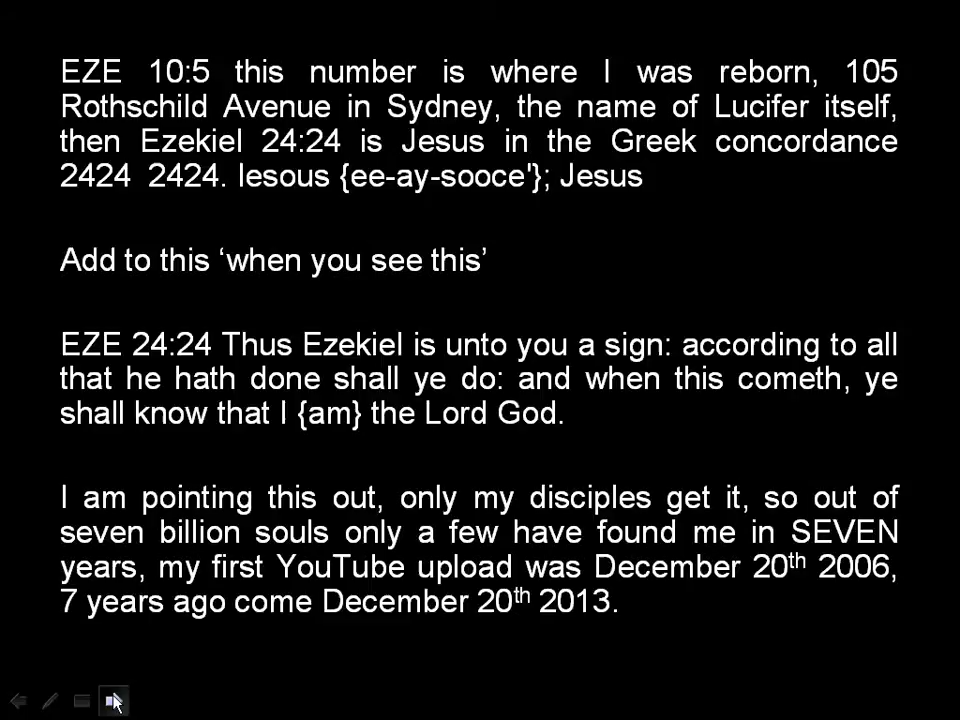 EZE 10:5 this number is where I was reborn, 105
Rothschild Avenue in Sydney, the name of Lucifer itself,
then Ezekiel 24:24 is Jesus in the Greek concordance
2424 2424. Iesous {ee-ay-sooce'}; Jesus
Add to this ‘when you see this’
EZE 24:24 Thus Ezekiel is unto you a sign: according to all
that he hath done shall ye do: and when this cometh, ye
shall know that I {am} the Lord God.
I am pointing this out, only my disciples get it, so out of
seven billion souls only a few have found me in SEVEN
years, my first YouTube upload was December 20th 2006,
7 years ago come December 20th 2013.